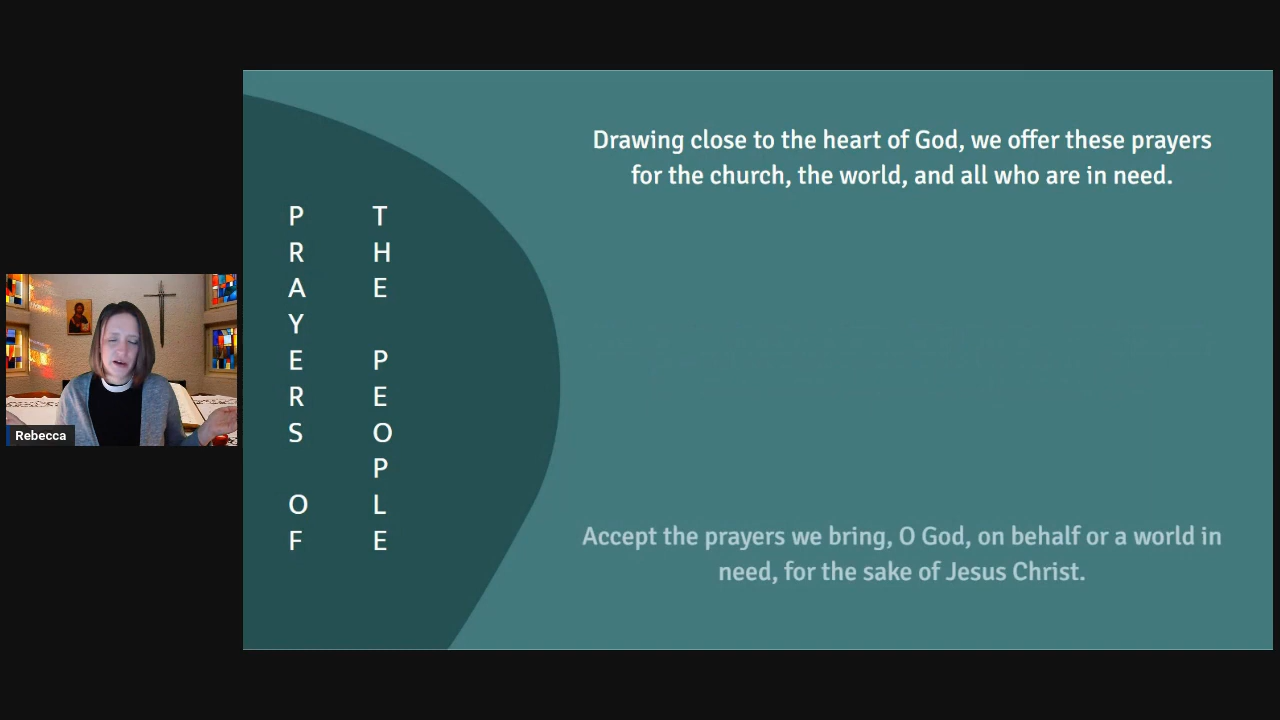 PRAYERS OF
THE PEOPLE
Drawing close to the heart of God, we offer these prayers
for the church, the world, and all who are in need.
Accept the prayers we bring, O God, on behalf or a world in
need, for the sake of Jesus Christ.
Rebecca